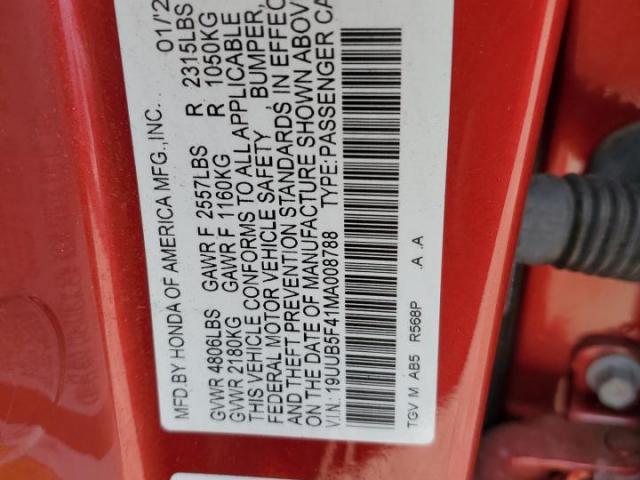 MFD.BY HONDA OF AMERICA MFG.,INC. 01/2
GVWR 4806LBS GAWR F 2557LBS R 2315LBS
GVWR 2180KG GAWR F 1160KG R 1050KG
THIS VEHICLE CONFORMS TO ALL APPLICABLE
FEDERAL MOTOR VEHICLE SAFETY BUMPER,
AND THEFT PREVENTION STANDARDS IN EFFEC
ON THE DATE OF MANUFACTURE SHOWN ABOV
V.I.N.: 19UUB5F41MA008788 TYPE:PASSENGER CA
TGV M AB5 R568P .A .A